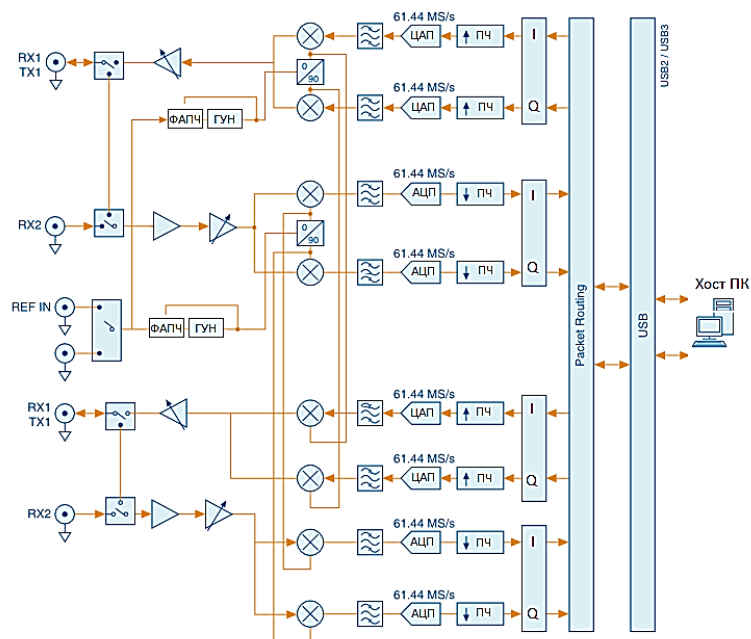 61.44 MS/s
ЦАП
ПЧ
I
RX1
TX1
0
90
61.44 MS/s
ЦАП
ПЧ
Q
ФАПЧ
ГУН
61.44 MS/s
АЦП
ПЧ
I
RX2
0
90
61.44 MS/s
АЦП
ПЧ
Q
REF IN
ФАПЧ
ГУН
61.44 MS/s
ЦАП
ПЧ
I
RX1
TX1
61.44 MS/s
ЦАП
ПЧ
Q
RX2
61.44 MS/s
АЦП
ПЧ
I
61.44 MS/s
АЦП
ПЧ
Q
Packet Routing
USB
USB2 / USB3
Хост ПК